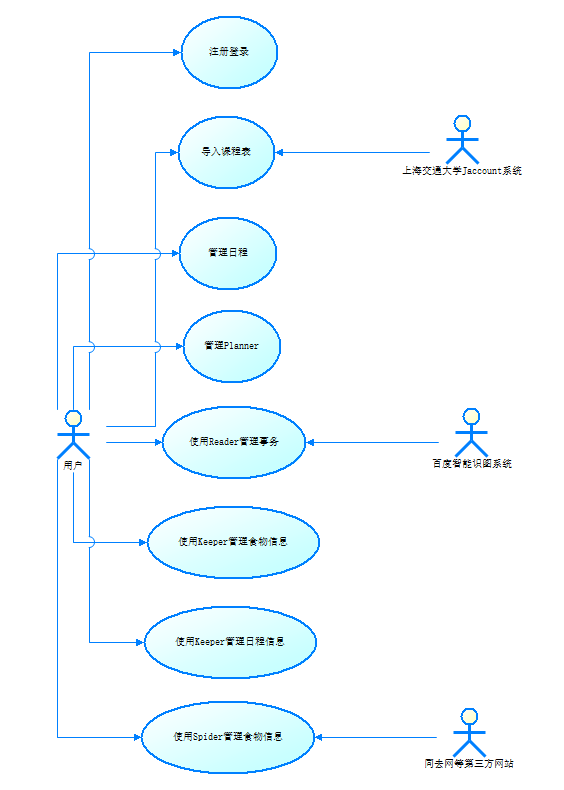 注册登录
导入课程表
上海交通大学Jaccount系统
管理日程
管理Planner
使用Reader管理事务
百度智能识图系统
用户
使用Keeper管理食物信息
使用Keeper管理日程信息
使用Spider管理食物信息
同去网等第三方网站